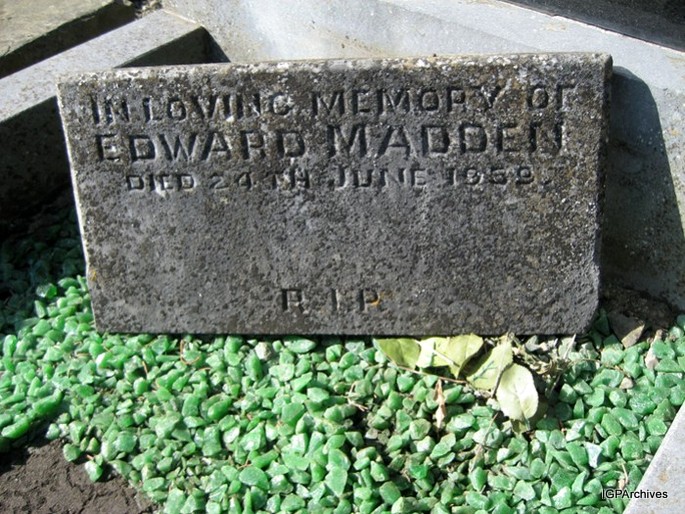 IN LOVING MEMORY OF
EDWARD MADDEN
DIED 24TH JUNE 1959.
R.I.P.
IGPArchives